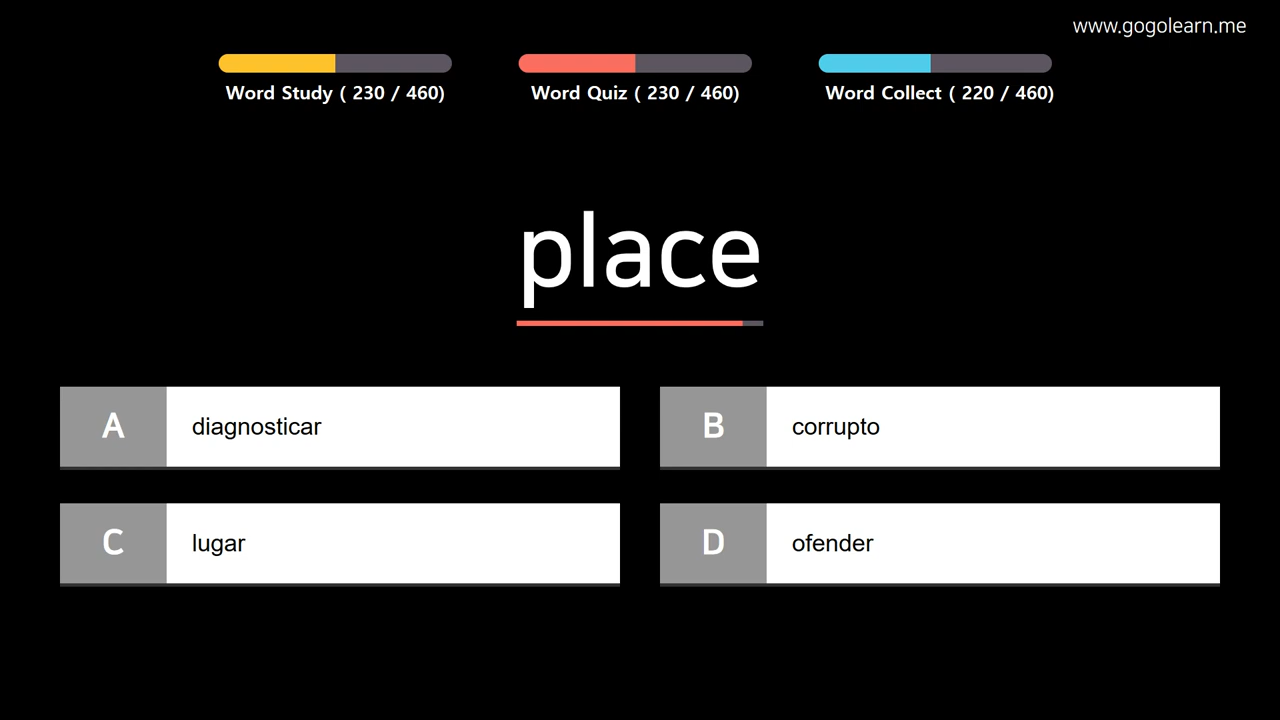 www.gogolearn.me
Word Study ( 230 / 460)
Word Quiz ( 230 / 460)
Word Collect ( 220 / 460)
place
A diagnosticar
B corrupto
C lugar
D ofender